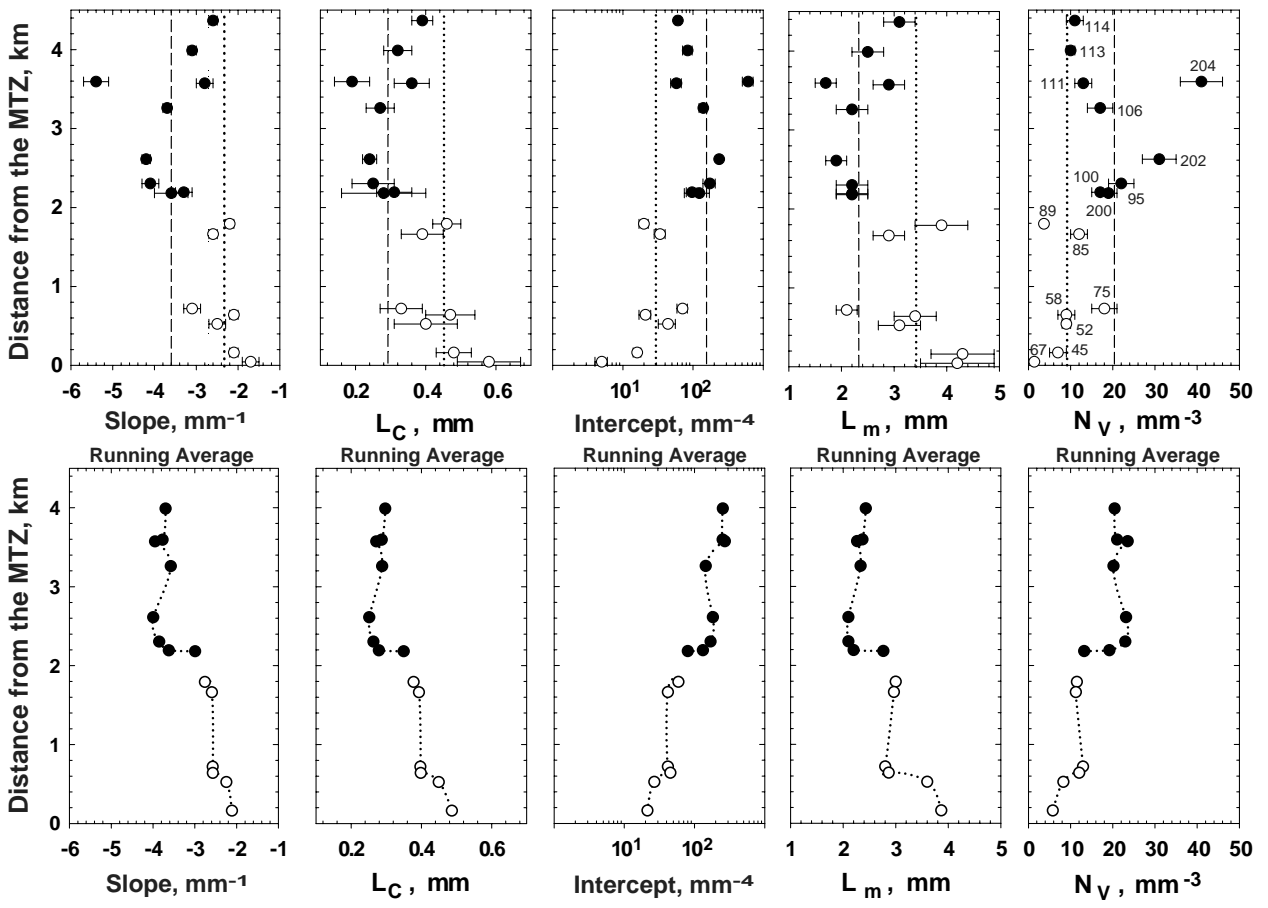 Distance from the MTZ, km
4
3
2
1
0
-6 -5 -4 -3 -2 -1
Slope, mm⁻¹
0.2 0.4 0.6
L_C , mm
10¹ 10²
Intercept, mm⁻⁴
1 2 3 4 5
L_m , mm
114
113
204
111
106
202
100
95
200
89
85
75
58
52
67 45
0 10 20 30 40 50
N_V , mm⁻³
Running Average Running Average Running Average Running Average Running Average
Distance from the MTZ, km
4
3
2
1
0
-6 -5 -4 -3 -2 -1
Slope, mm⁻¹
0.2 0.4 0.6
L_C , mm
10¹ 10²
Intercept, mm⁻⁴
1 2 3 4 5
L_m , mm
0 10 20 30 40 50
N_V , mm⁻³